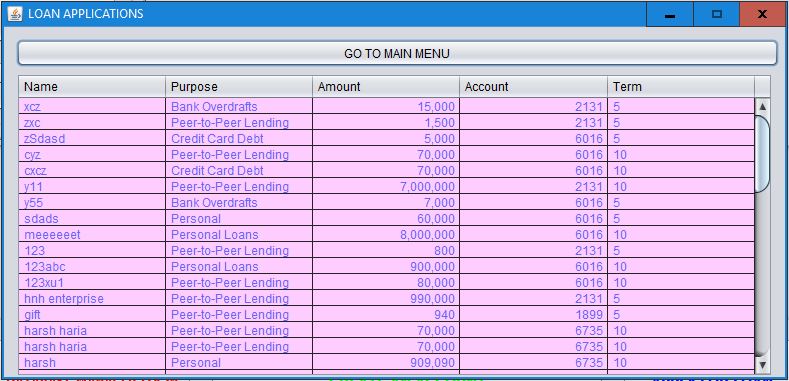 LOAN APPLICATIONS
GO TO MAIN MENU
Name Purpose Amount Account Term
xcz Bank Overdrafts 15,000 2131 5
zxc Peer-to-Peer Lending 1,500 2131 5
zSdasd Credit Card Debt 5,000 6016 5
cyz Peer-to-Peer Lending 70,000 6016 10
cxcz Credit Card Debt 70,000 6016 10
y11 Peer-to-Peer Lending 7,000,000 2131 10
y55 Bank Overdrafts 7,000 6016 5
sdads Personal 60,000 6016 5
meeeeeet Personal Loans 8,000,000 6016 10
123 Peer-to-Peer Lending 800 2131 5
123abc Personal Loans 900,000 6016 10
123xu1 Peer-to-Peer Lending 80,000 6016 10
hnh enterprise Peer-to-Peer Lending 990,000 2131 5
gift Peer-to-Peer Lending 940 1899 5
harsh haria Peer-to-Peer Lending 70,000 6735 10
harsh haria Peer-to-Peer Lending 70,000 6735 10
harsh Personal 909,090 6735 10